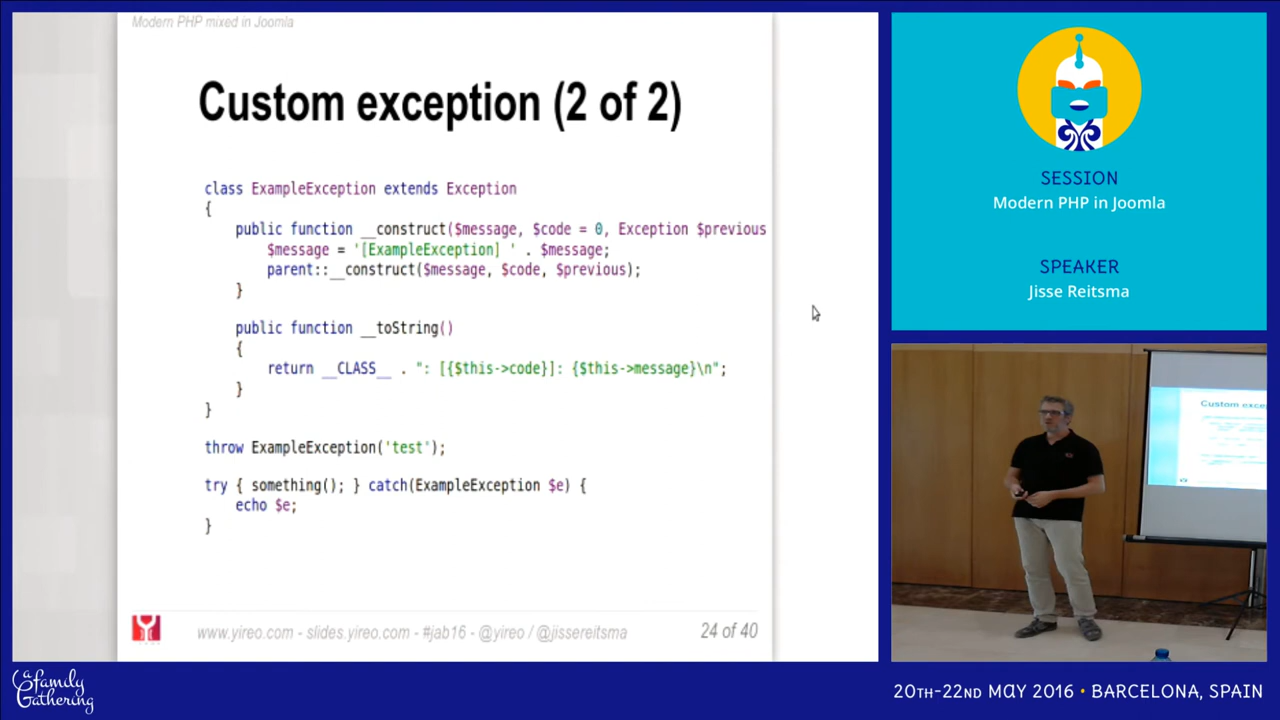 Modern PHP mixed in Joomla
Custom exception (2 of 2)
class ExampleException extends Exception
{
public function __construct($message, $code = 0, Exception $previous
$message = '[ExampleException] ' . $message;
parent::__construct($message, $code, $previous);
}
public function __toString()
{
return __CLASS__ . ": [{$this->code}]: {$this->message}\n";
}
}
throw ExampleException('test');
try { something(); } catch(ExampleException $e) {
echo $e;
}
www.yireo.com - slides.yireo.com - #jab16 - @yireo / @jissereitsma
24 of 40
SESSION
Modern PHP in Joomla
SPEAKER
Jisse Reitsma
Custom exce
a family
Gathering
20TH-22ND MAY 2016 • BARCELONA, SPAIN